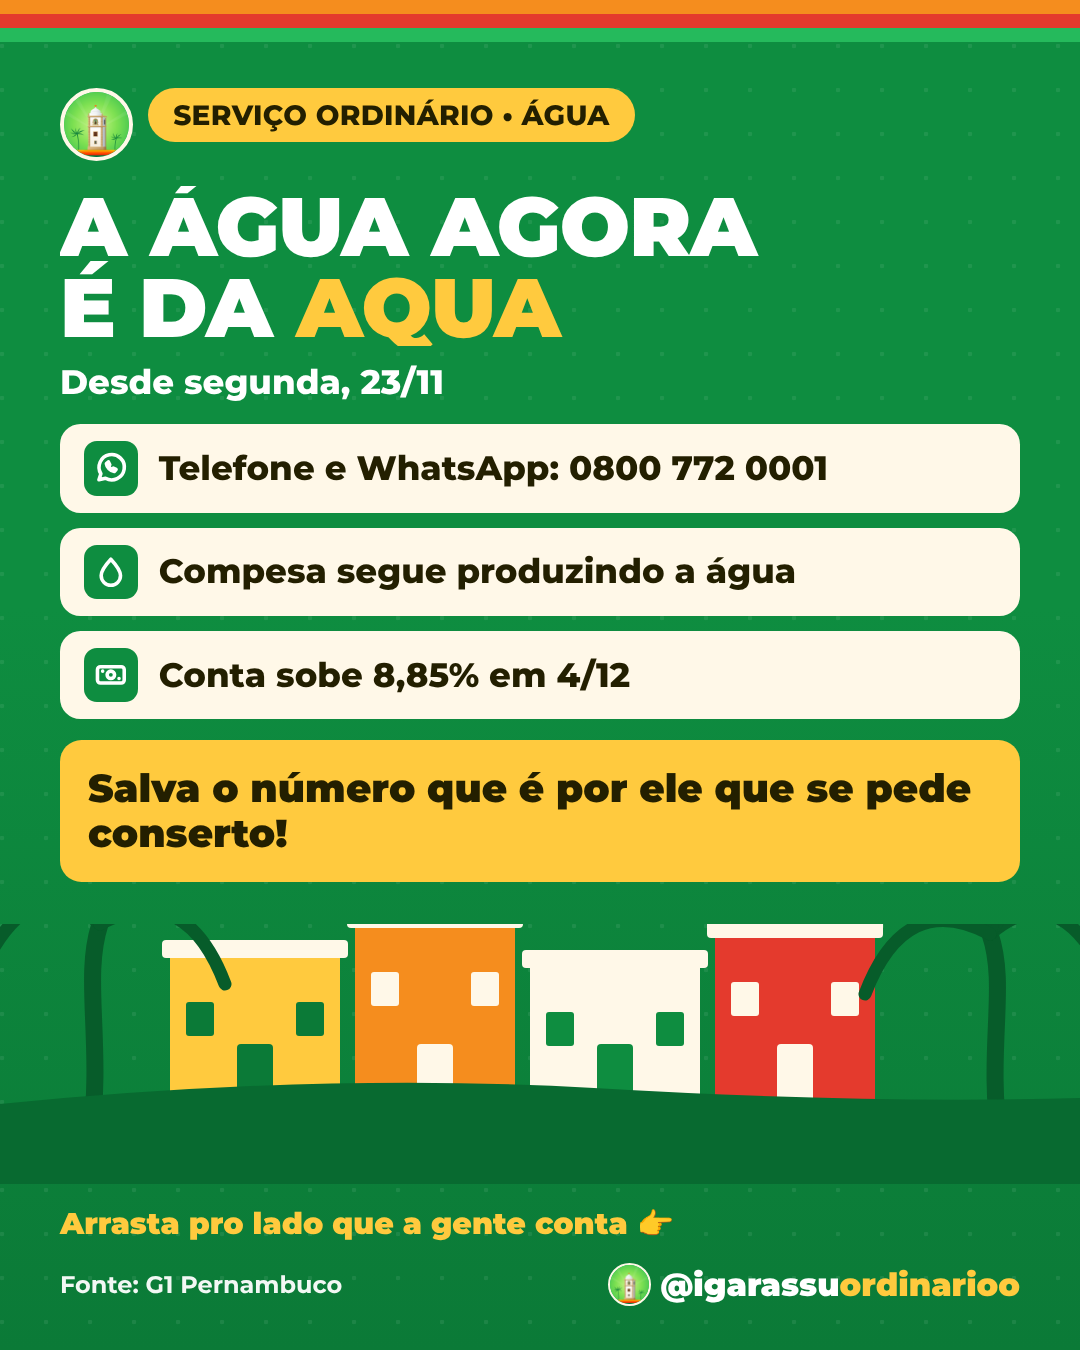 SERVIÇO ORDINÁRIO • ÁGUA
A ÁGUA AGORA
É DA AQUA
Desde segunda, 23/11
Telefone e WhatsApp: 0800 772 0001
Compesa segue produzindo a água
Conta sobe 8,85% em 4/12
Salva o número que é por ele que se pede
conserto!
Arrasta pro lado que a gente conta 👉
Fonte: G1 Pernambuco
@igarassuordinarioo